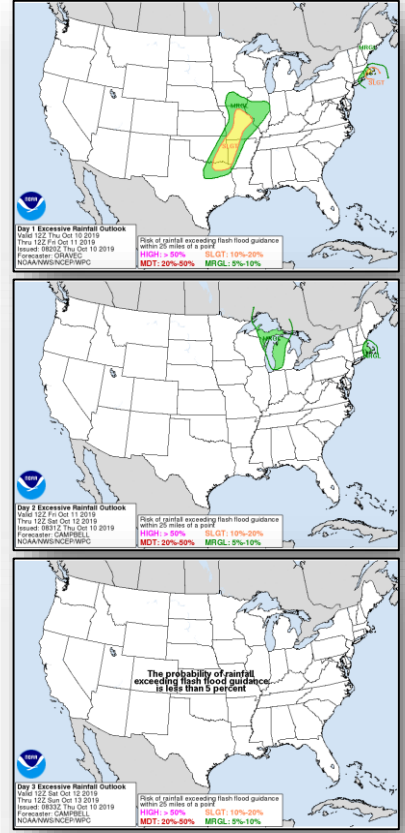 MRGL
SLGT
MRGL
SLGT
NOAA
Day 1 Excessive Rainfall Outlook
Valid 12Z Thu Oct 10 2019
Thru 12Z Fri Oct 11 2019
Issued: 0820Z Thu Oct 10 2019
Forecaster: ORAVEC
NOAA/NWS/NCEP/WPC
Risk of rainfall exceeding flash flood guidance
within 25 miles of a point
HIGH: > 50% SLGT: 10%-20%
MDT: 20%-50% MRGL: 5%-10%
MRGL
MRGL
NOAA
Day 2 Excessive Rainfall Outlook
Valid 12Z Fri Oct 11 2019
Thru 12Z Sat Oct 12 2019
Issued: 0831Z Thu Oct 10 2019
Forecaster: CAMPBELL
NOAA/NWS/NCEP/WPC
Risk of rainfall exceeding flash flood guidance
within 25 miles of a point
HIGH: > 50% SLGT: 10%-20%
MDT: 20%-50% MRGL: 5%-10%
The probability of rainfall
exceeding flash flood guidance
is less than 5 percent
NOAA
Day 3 Excessive Rainfall Outlook
Valid 12Z Sat Oct 12 2019
Thru 12Z Sun Oct 13 2019
Issued: 0833Z Thu Oct 10 2019
Forecaster: CAMPBELL
NOAA/NWS/NCEP/WPC
Risk of rainfall exceeding flash flood guidance
within 25 miles of a point
HIGH: > 50% SLGT: 10%-20%
MDT: 20%-50% MRGL: 5%-10%